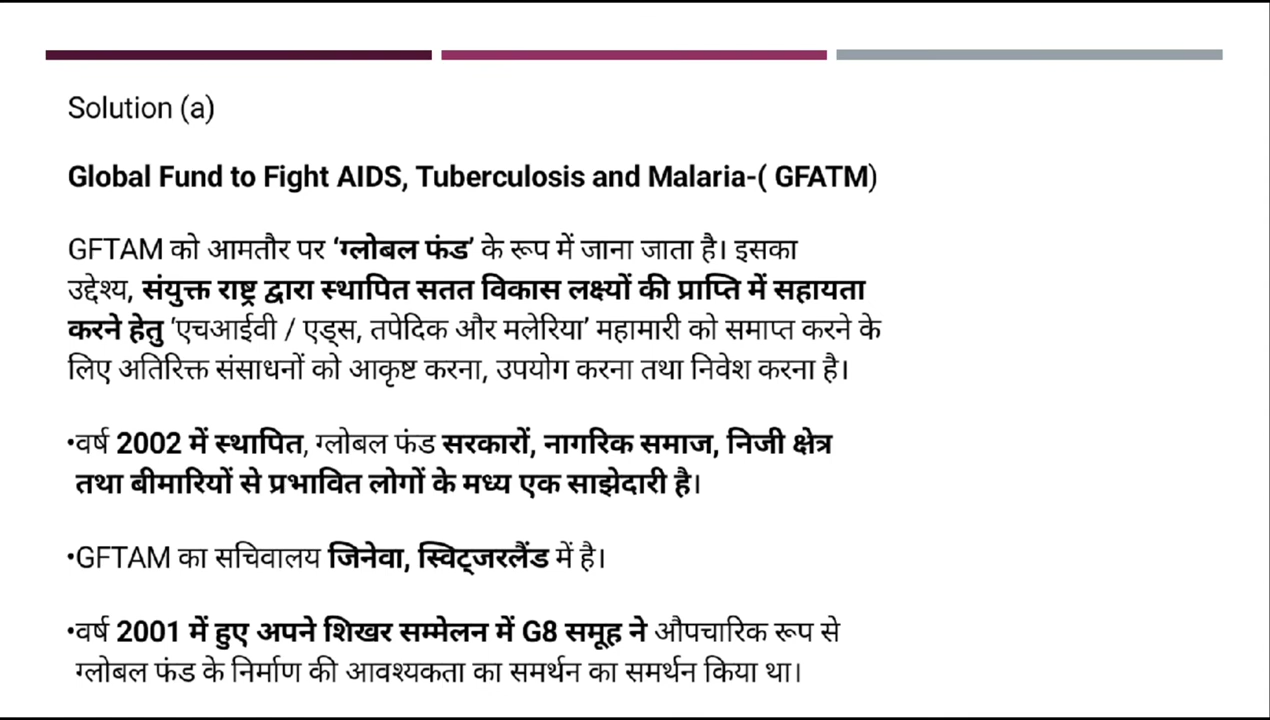 Solution (a)
Global Fund to Fight AIDS, Tuberculosis and Malaria-( GFATM)
GFTAM को आमतौर पर ‘ग्लोबल फंड’ के रूप में जाना जाता है। इसका
उद्देश्य, संयुक्त राष्ट्र द्वारा स्थापित सतत विकास लक्ष्यों की प्राप्ति में सहायता
करने हेतु ‘एचआईवी / एड्स, तपेदिक और मलेरिया’ महामारी को समाप्त करने के
लिए अतिरिक्त संसाधनों को आकृष्ट करना, उपयोग करना तथा निवेश करना है।
•वर्ष 2002 में स्थापित, ग्लोबल फंड सरकारों, नागरिक समाज, निजी क्षेत्र
तथा बीमारियों से प्रभावित लोगों के मध्य एक साझेदारी है।
•GFTAM का सचिवालय जिनेवा, स्विट्जरलैंड में है।
•वर्ष 2001 में हुए अपने शिखर सम्मेलन में G8 समूह ने औपचारिक रूप से
ग्लोबल फंड के निर्माण की आवश्यकता का समर्थन का समर्थन किया था।